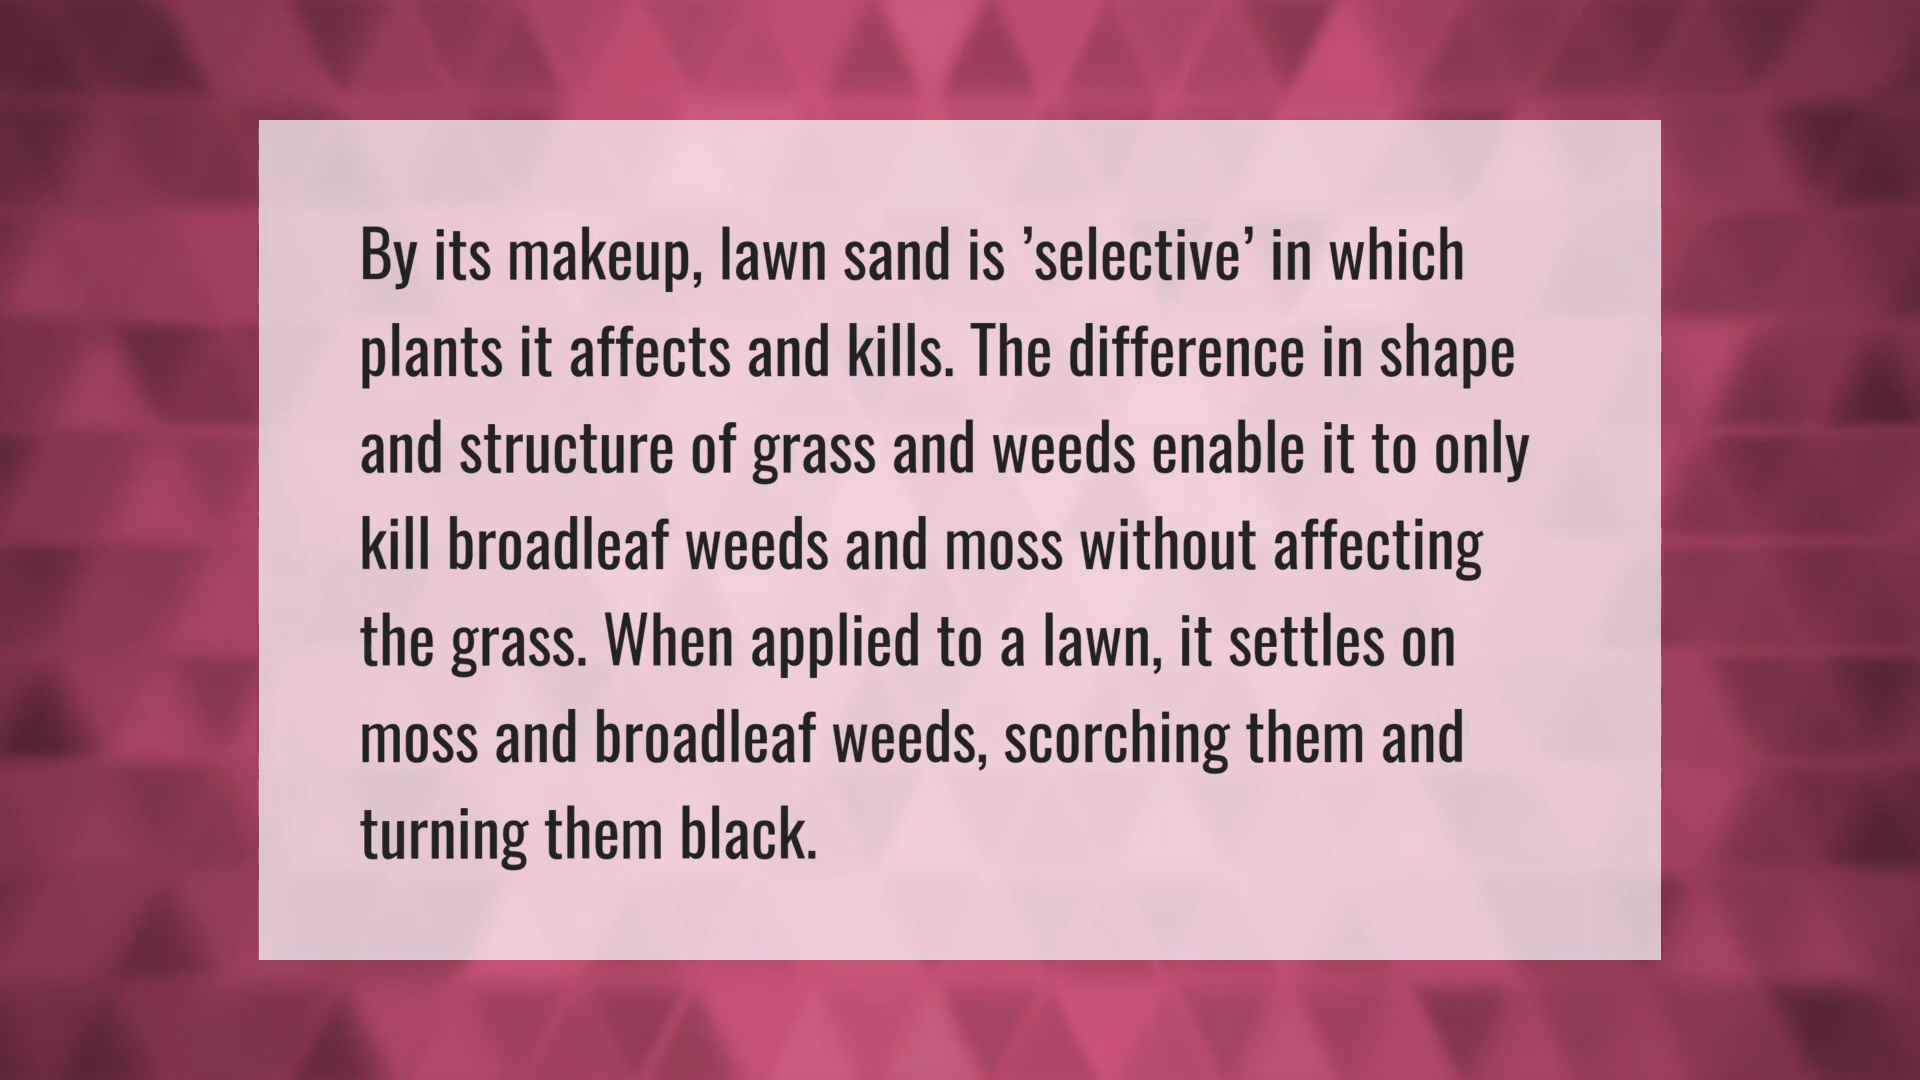 By its makeup, lawn sand is ’selective’ in which
plants it affects and kills. The difference in shape
and structure of grass and weeds enable it to only
kill broadleaf weeds and moss without affecting
the grass. When applied to a lawn, it settles on
moss and broadleaf weeds, scorching them and
turning them black.